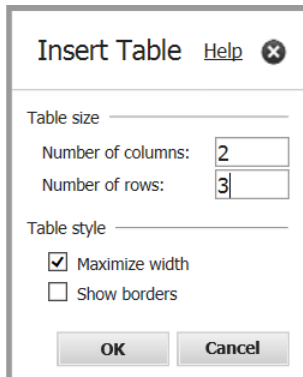 Insert Table Help
Table size
Number of columns: 2
Number of rows: 3
Table style
Maximize width
Show borders
OK Cancel